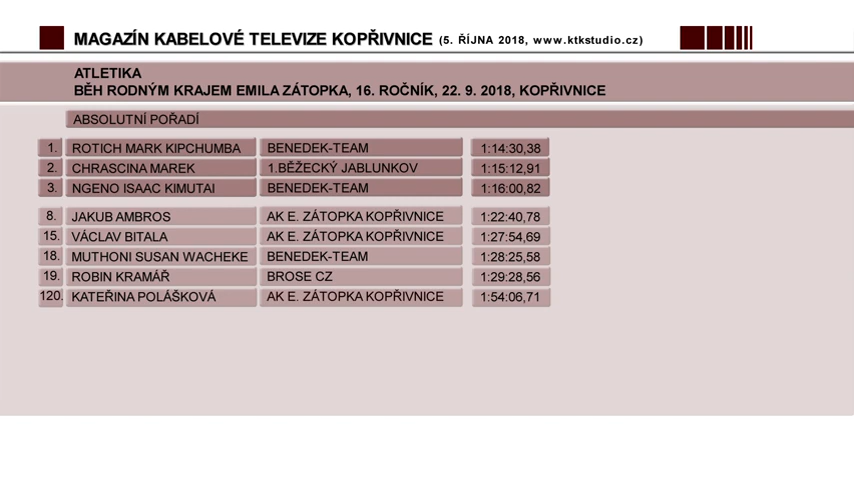 MAGAZÍN KABELOVÉ TELEVIZE KOPŘIVNICE (5. ŘÍJNA 2018, www.ktkstudio.cz)
ATLETIKA
BĚH RODNÝM KRAJEM EMILA ZÁTOPKA, 16. ROČNÍK, 22. 9. 2018, KOPŘIVNICE
ABSOLUTNÍ POŘADÍ
1. ROTICH MARK KIPCHUMBA BENEDEK-TEAM 1:14:30,38
2. CHRASCINA MAREK 1.BĚŽECKÝ JABLUNKOV 1:15:12,91
3. NGENO ISAAC KIMUTAI BENEDEK-TEAM 1:16:00,82
8. JAKUB AMBROS AK E. ZÁTOPKA KOPŘIVNICE 1:22:40,78
15. VÁCLAV BITALA AK E. ZÁTOPKA KOPŘIVNICE 1:27:54,69
18. MUTHONI SUSAN WACHEKE BENEDEK-TEAM 1:28:25,58
19. ROBIN KRAMÁŘ BROSE CZ 1:29:28,56
120. KATEŘINA POLÁŠKOVÁ AK E. ZÁTOPKA KOPŘIVNICE 1:54:06,71